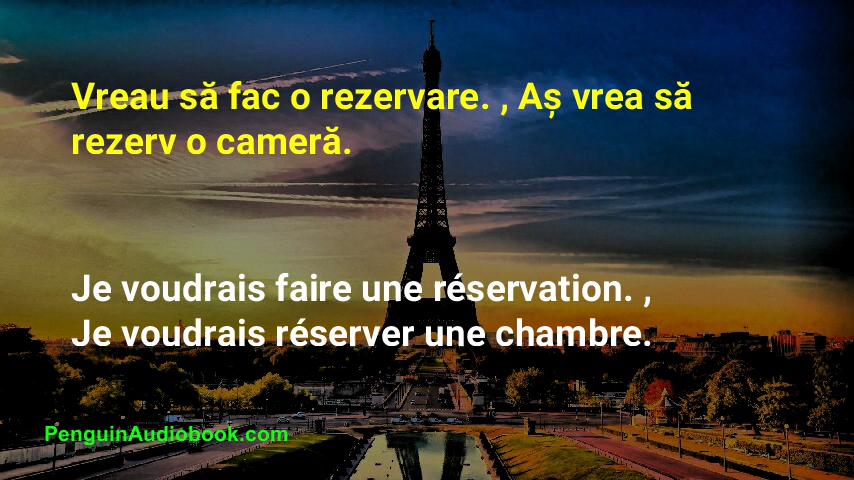 Vreau să fac o rezervare. , Aș vrea să
rezerv o cameră.
Je voudrais faire une réservation. ,
Je voudrais réserver une chambre.
PenguinAudiobook.com